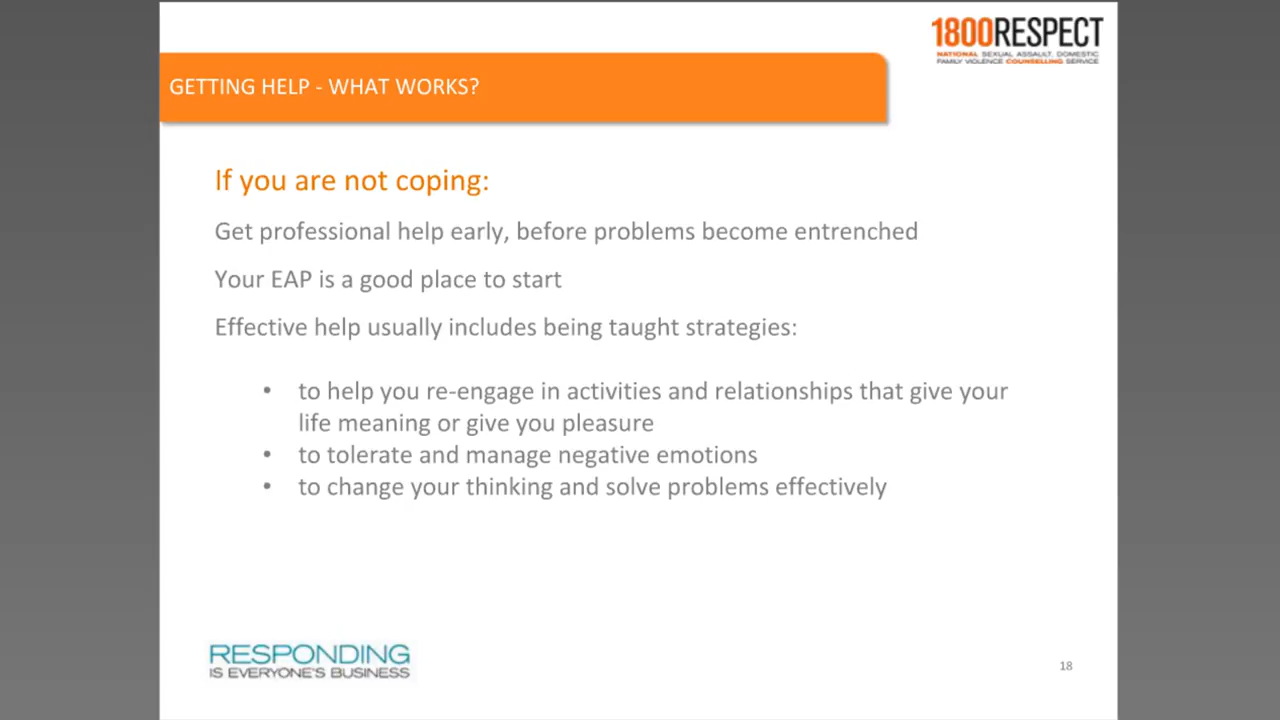 1800RESPECT
NATIONAL SEXUAL ASSAULT, DOMESTIC
FAMILY VIOLENCE COUNSELLING SERVICE
GETTING HELP - WHAT WORKS?
If you are not coping:
Get professional help early, before problems become entrenched
Your EAP is a good place to start
Effective help usually includes being taught strategies:
• to help you re-engage in activities and relationships that give your
life meaning or give you pleasure
• to tolerate and manage negative emotions
• to change your thinking and solve problems effectively
RESPONDING
IS EVERYONE'S BUSINESS
18